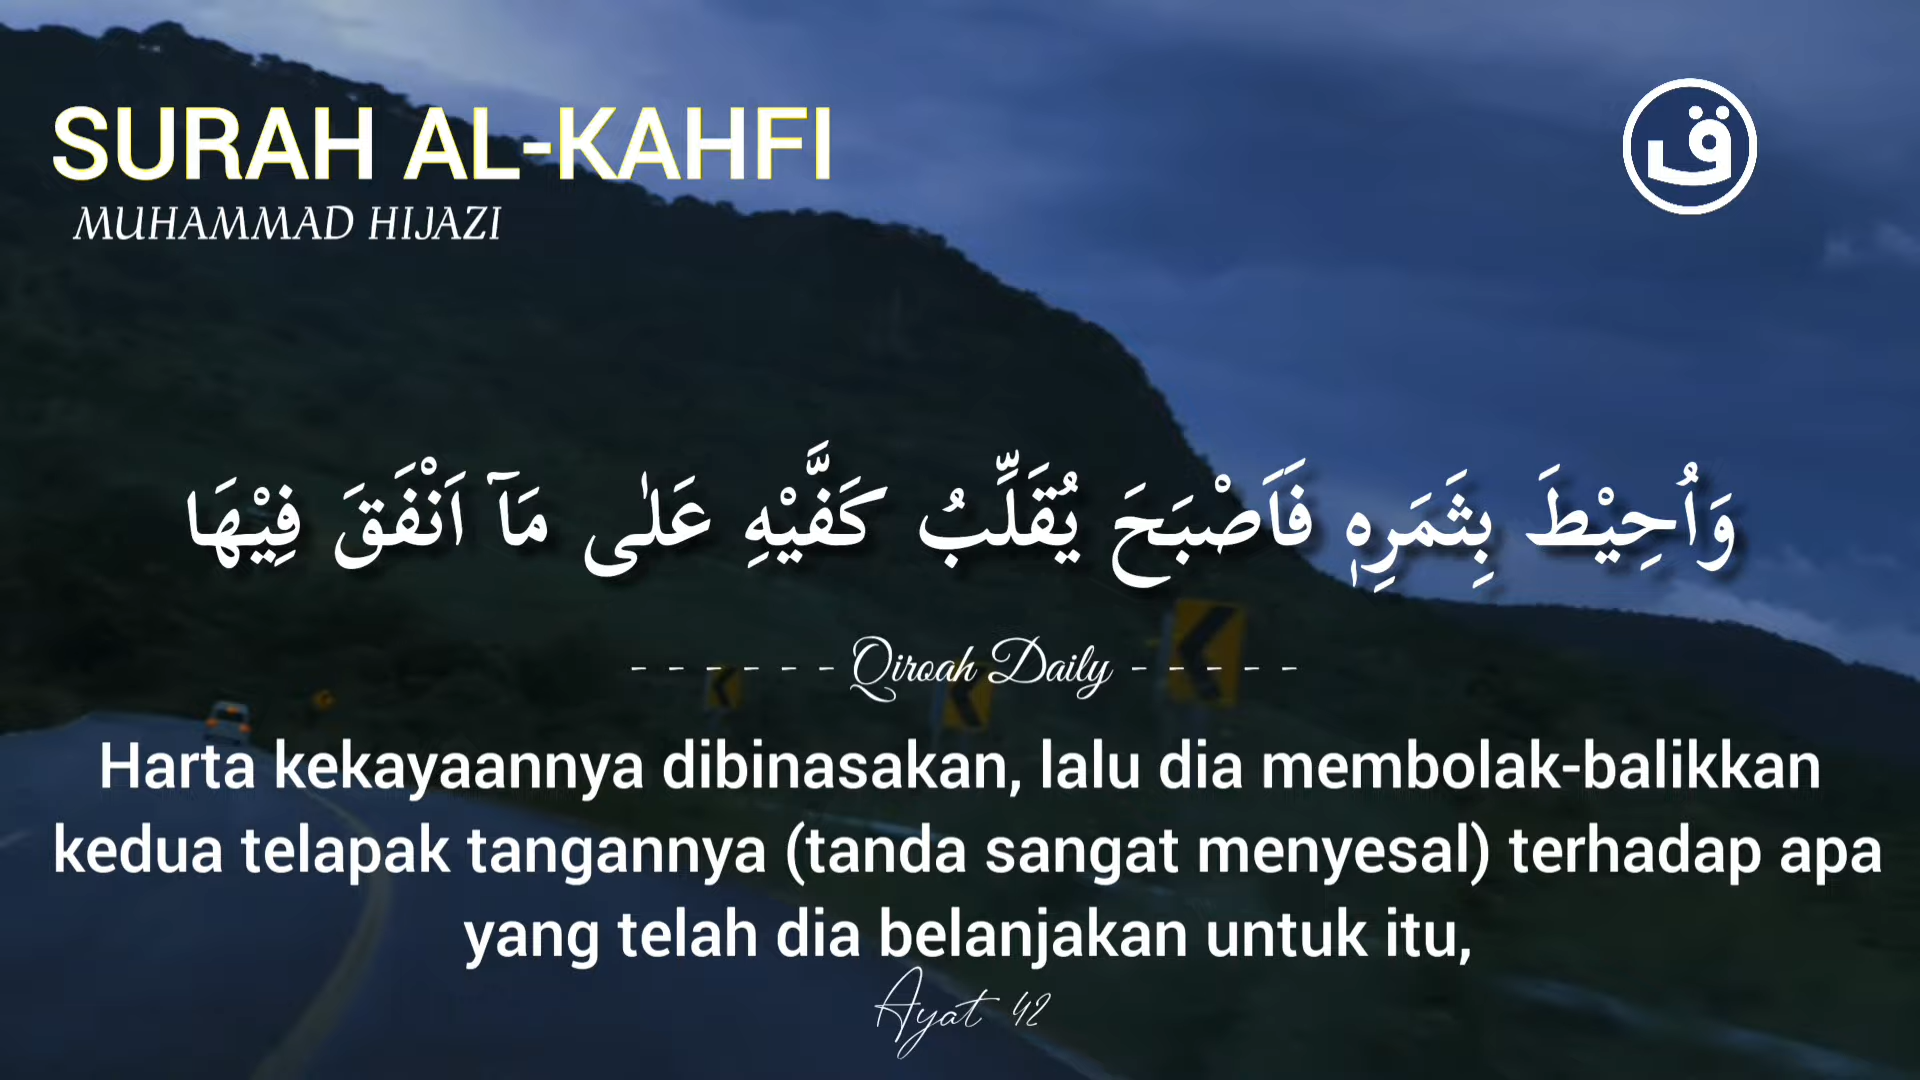 SURAH AL-KAHFI
MUHAMMAD HIJAZI
ق
وَاُحِيْطَ بِثَمَرِهٖ فَاَصْبَحَ يُقَلِّبُ كَفَّيْهِ عَلٰى مَآ اَنْفَقَ فِيْهَا
- - - - - - Qiroah Daily - - - - -
Harta kekayaannya dibinasakan, lalu dia membolak-balikkan
kedua telapak tangannya (tanda sangat menyesal) terhadap apa
yang telah dia belanjakan untuk itu,
Ayat 42